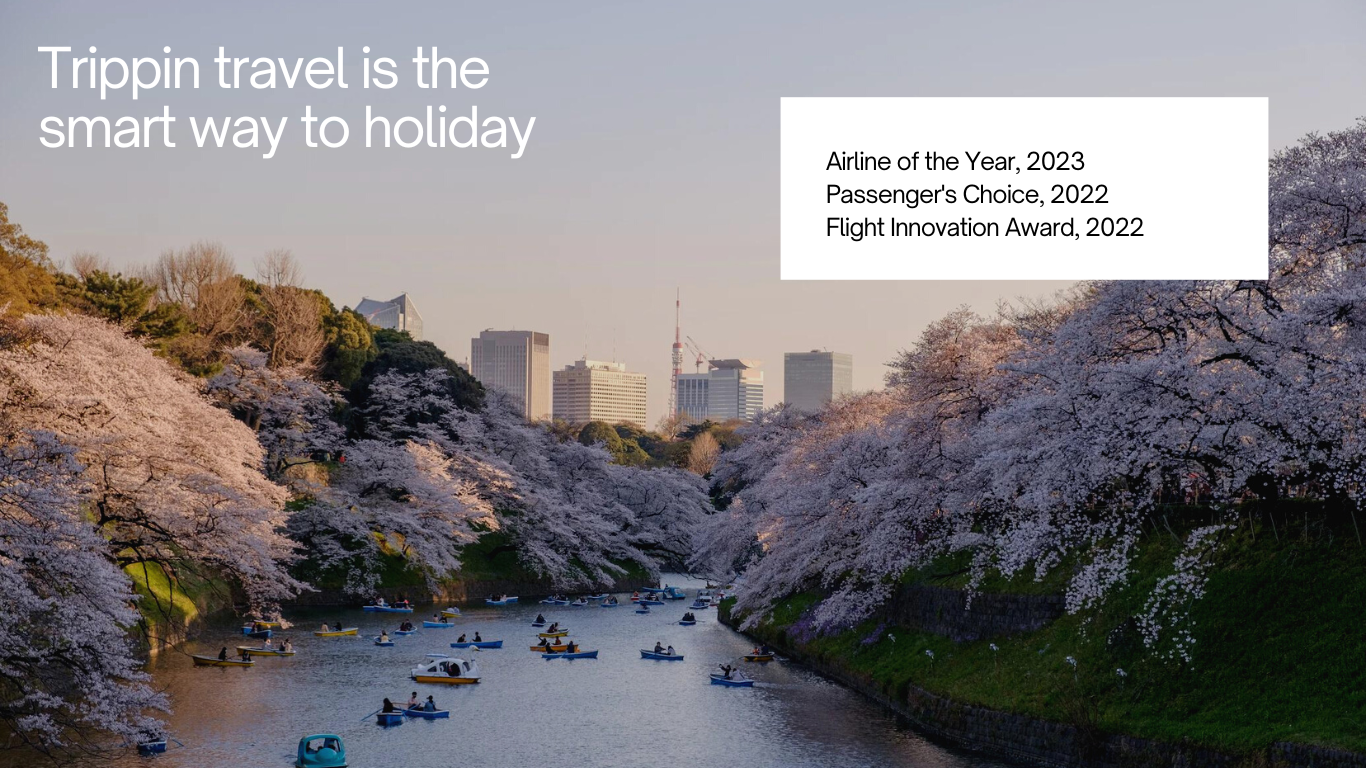 Trippin travel is the
smart way to holiday
Airline of the Year, 2023
Passenger's Choice, 2022
Flight Innovation Award, 2022